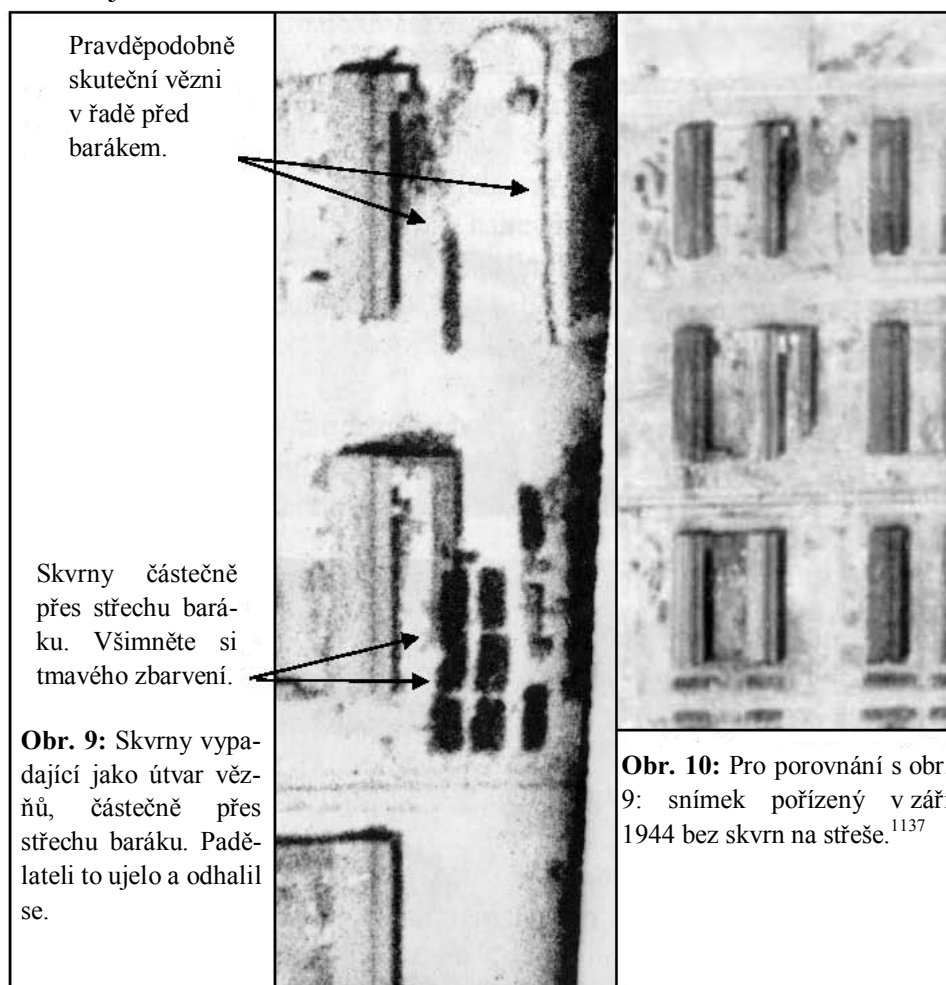 Pravděpodobně
skuteční vězni
v řadě před
barákem.
Skvrny částečně
přes střechu bará-
ku. Všimněte si
tmavého zbarvení.
Obr. 9: Skvrny vypa-
dající jako útvar věz-
ňů, částečně přes
střechu baráku. Padě-
lateli to ujelo a odhalil
se.
Obr. 10: Pro porovnání s obr.
9: snímek pořízený v září
1944 bez skvrn na střeše.1137